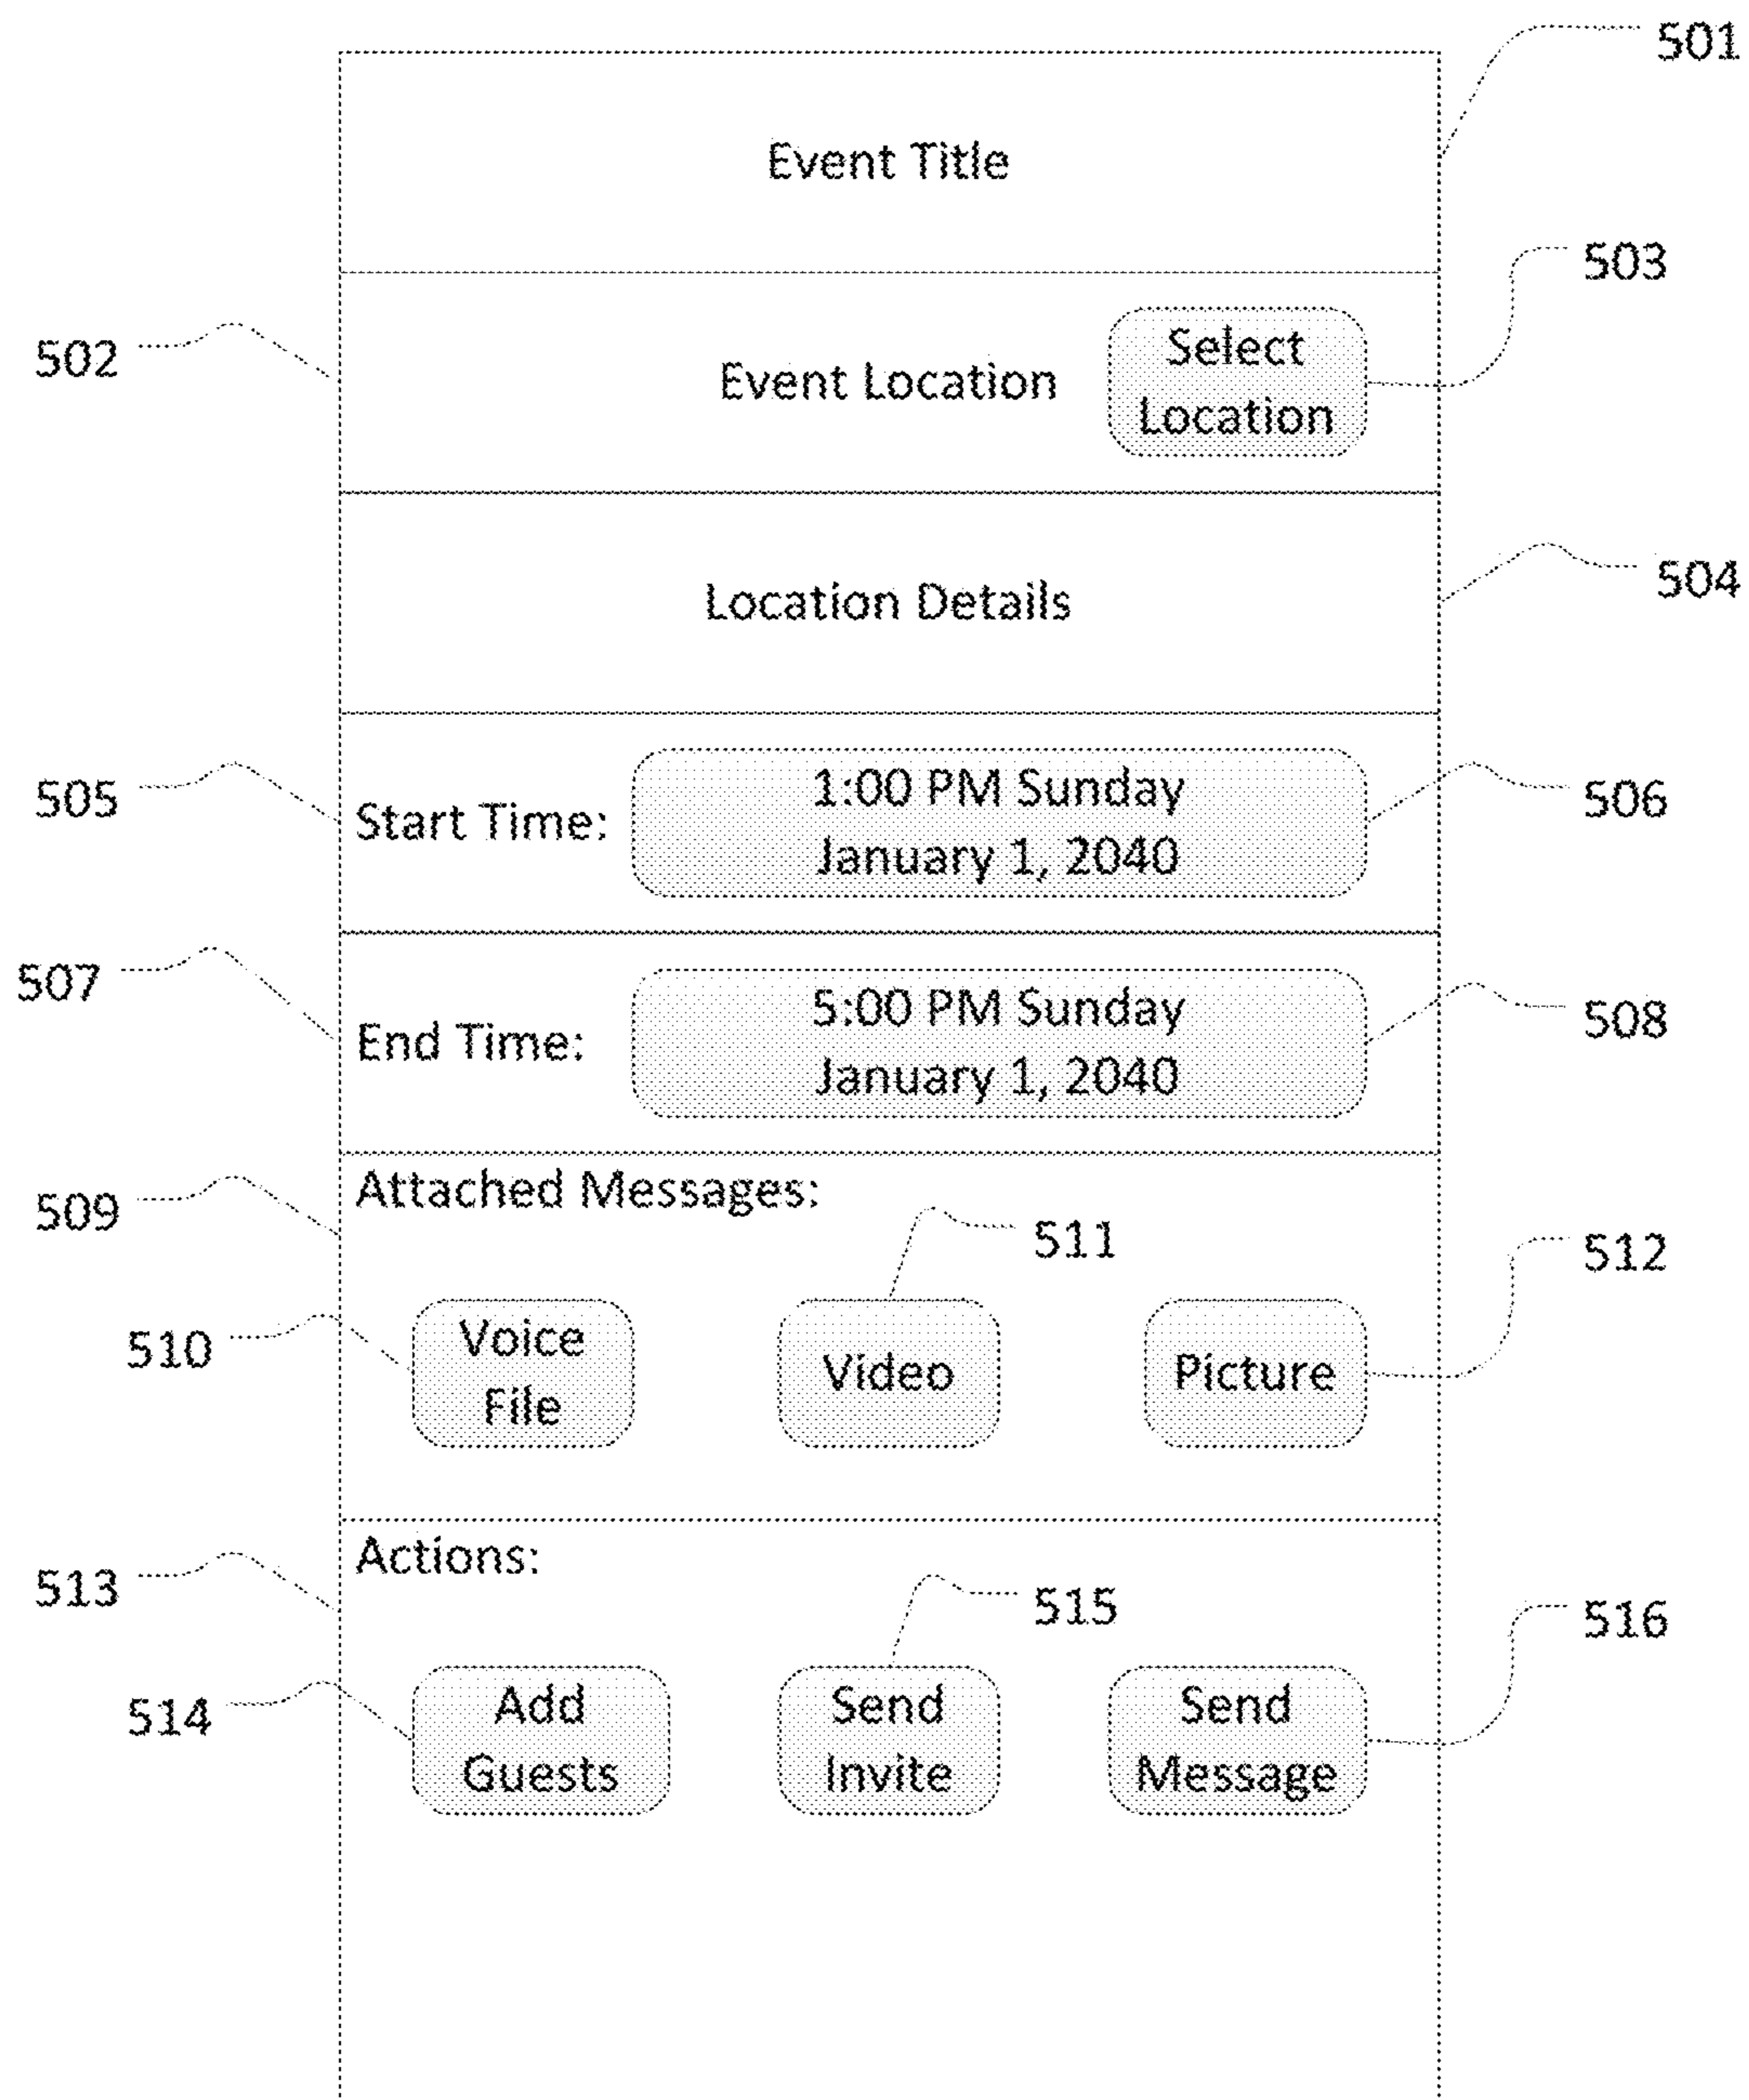 501
Event Title
503
502
Event Location
Select
Location
504
Location Details
505
Start Time:
1:00 PM Sunday
January 1, 2040
506
507
End Time:
5:00 PM Sunday
January 1, 2040
508
509
Attached Messages:
511
512
510
Voice
File
Video
Picture
513
Actions:
515
516
514
Add
Guests
Send
Invite
Send
Message